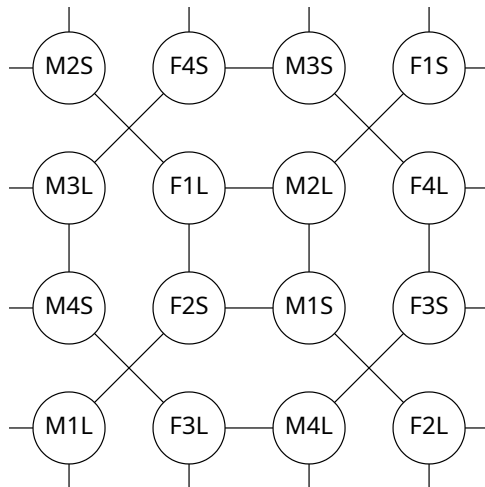 M2S F4S M3S F1S
M3L F1L M2L F4L
M4S F2S M1S F3S
M1L F3L M4L F2L